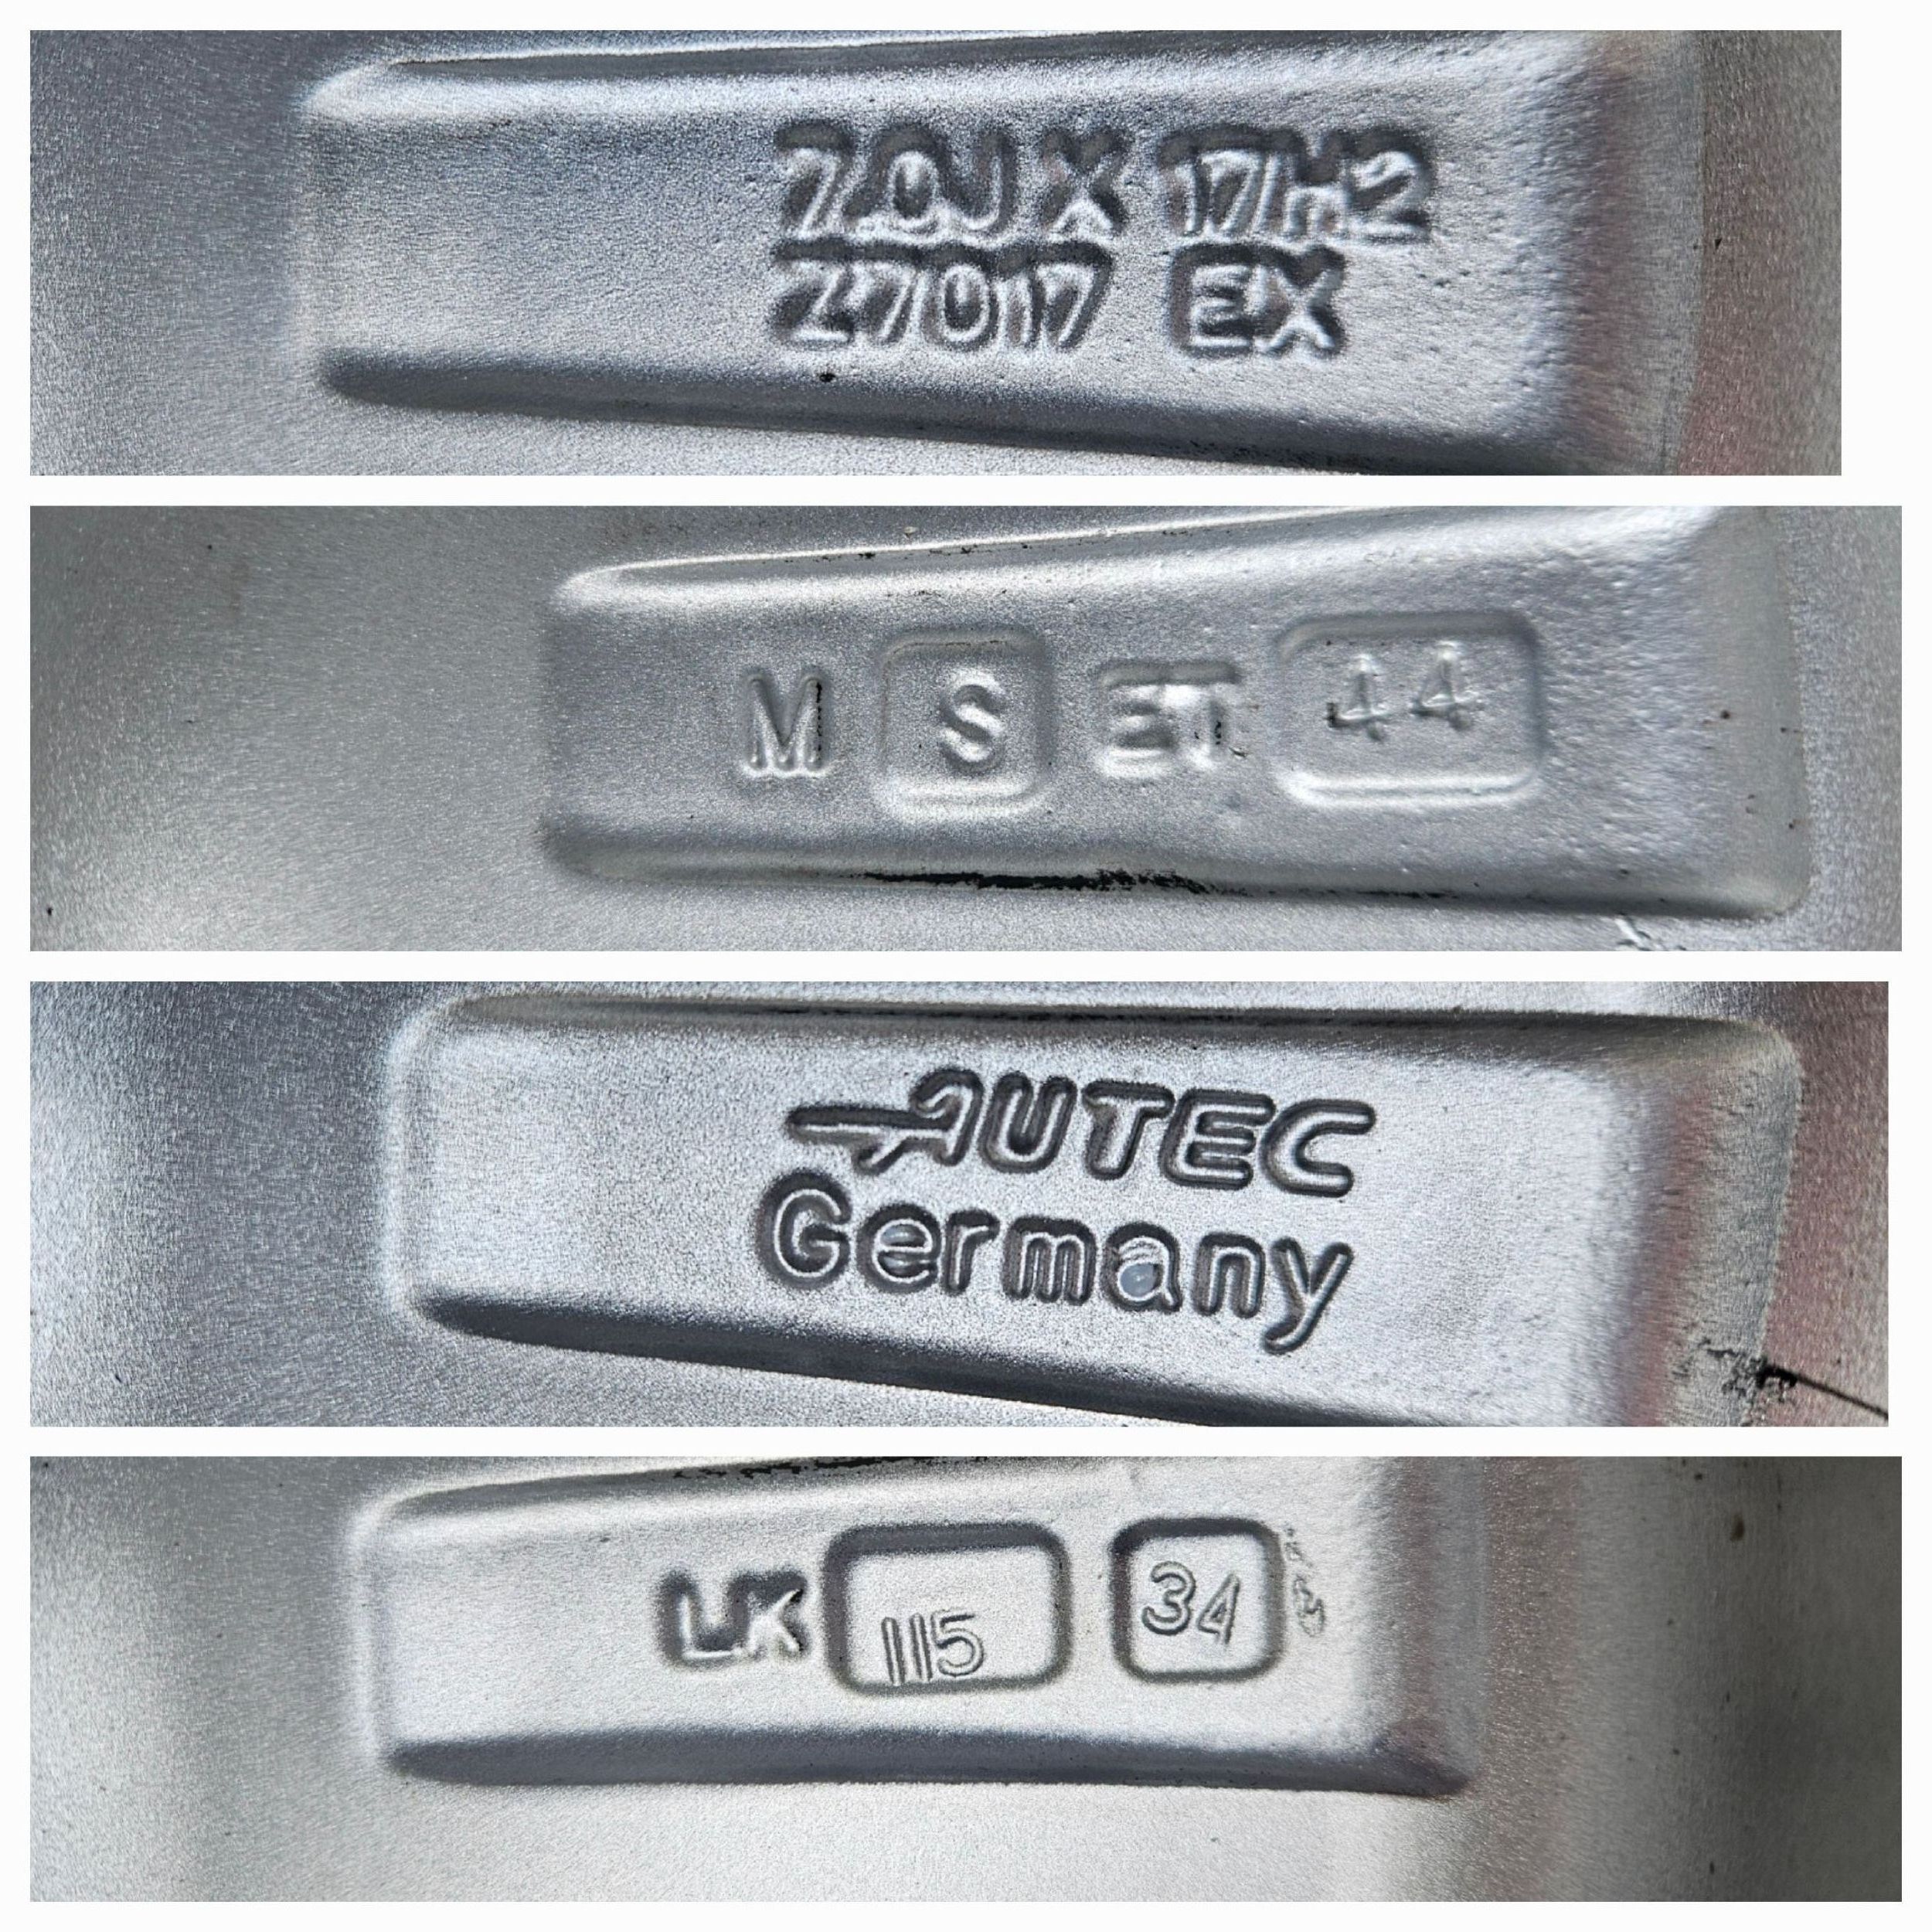 7.0J X 17H2
Z7017 EX
M S ET 44
AUTEC
Germany
LK 115 34